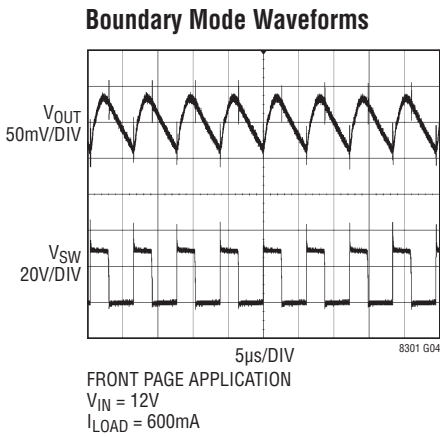 Boundary Mode Waveforms
VOUT
50mV/DIV
VSW
20V/DIV
5µs/DIV
8301 G04
FRONT PAGE APPLICATION
VIN = 12V
ILOAD = 600mA